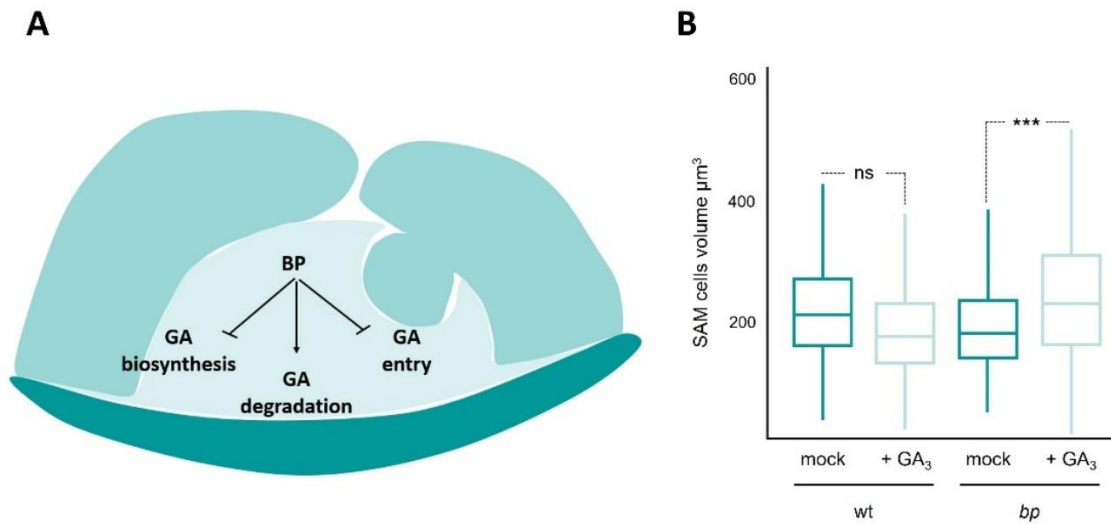 A
BP
GA
biosynthesis
GA
degradation
GA
entry
B
SAM cells volume µm³
600
400
200
ns
***
mock
+ GA₃
mock
+ GA₃
wt
bp